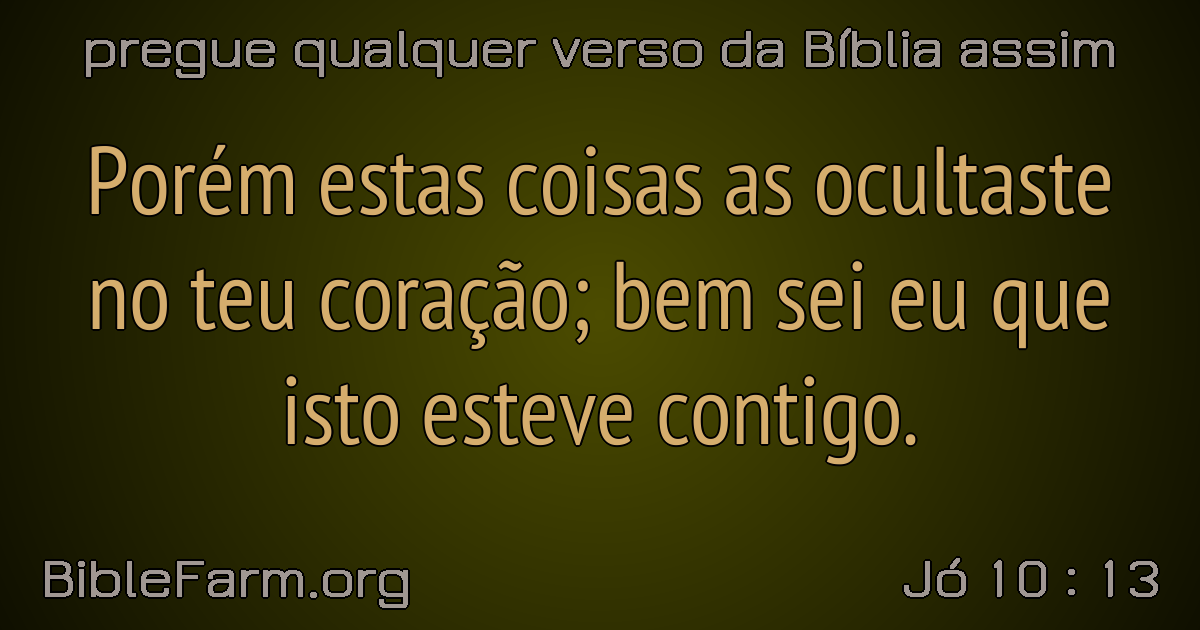 pregue qualquer verso da Bíblia assim
Porém estas coisas as ocultaste
no teu coração; bem sei eu que
isto esteve contigo.
BibleFarm.org
Jó 10 : 13